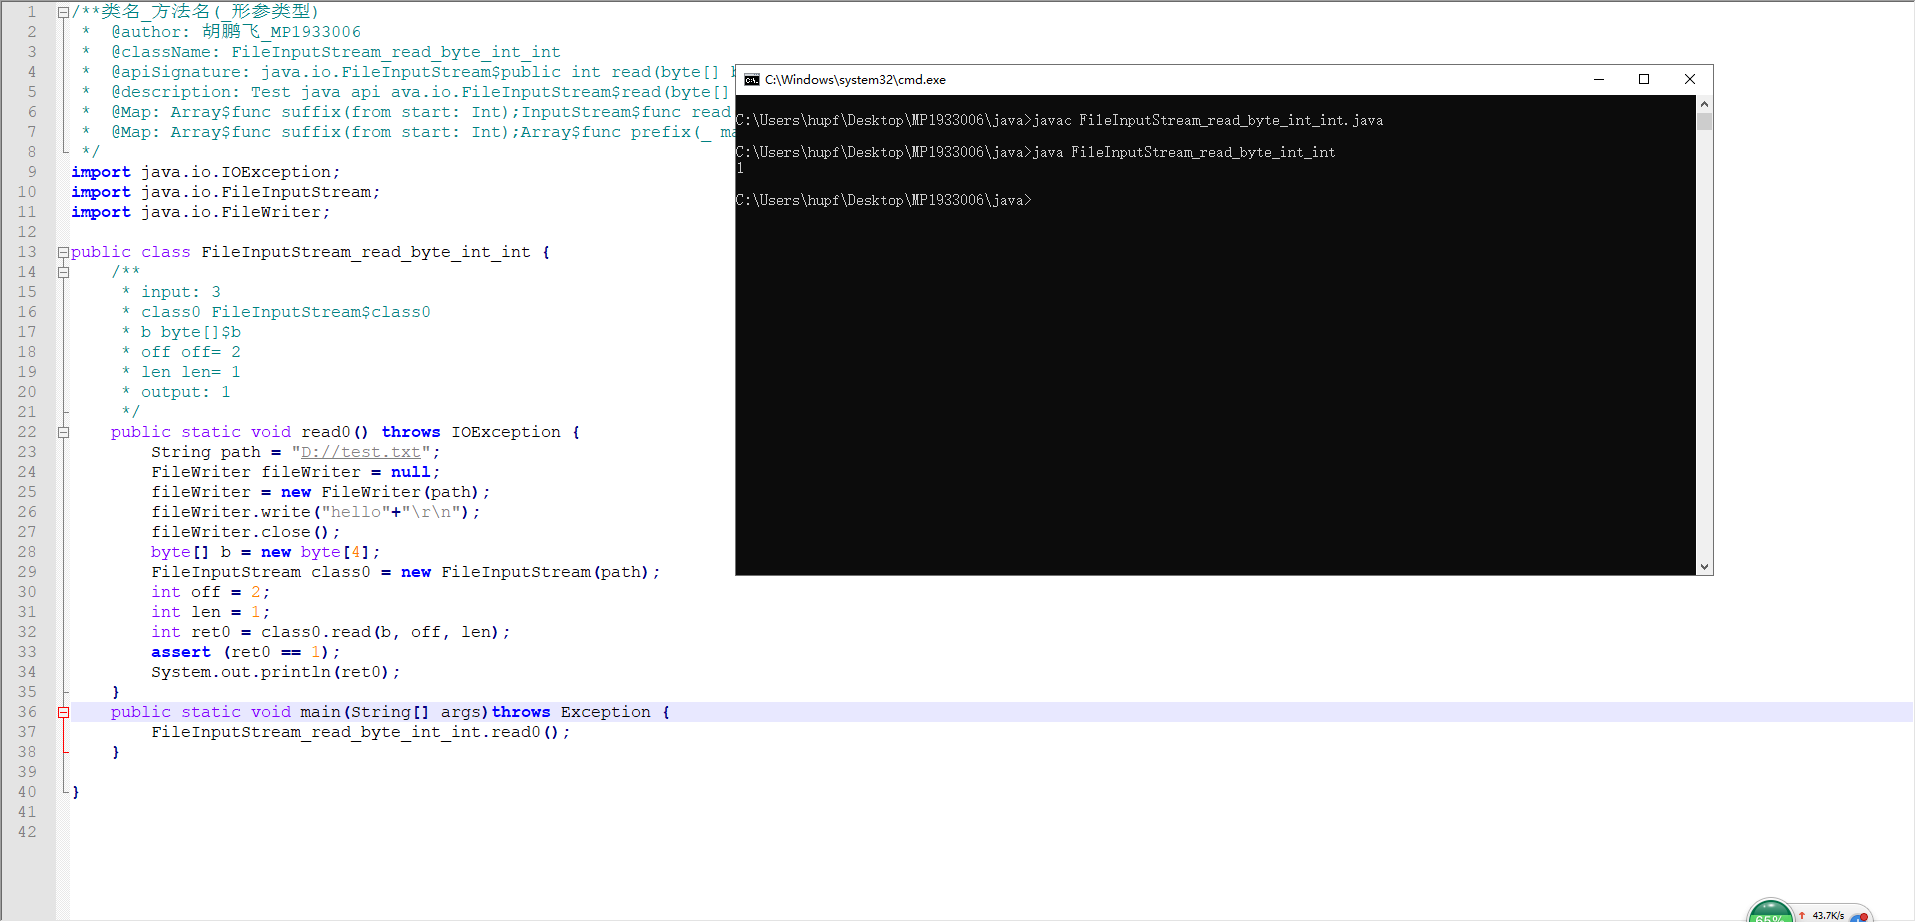 1 /**类名_方法名(_形参类型)
2 * @author: 胡鹏飞_MP1933006
3 * @className: FileInputStream_read_byte_int_int
4 * @apiSignature: java.io.FileInputStream$public int read(byte[] b
5 * @description: Test java api ava.io.FileInputStream$read(byte[]
6 * @Map: Array$func suffix(from start: Int);InputStream$func read
7 * @Map: Array$func suffix(from start: Int);Array$func prefix(_ ma
8 */
9 import java.io.IOException;
10 import java.io.FileInputStream;
11 import java.io.FileWriter;
12
13 public class FileInputStream_read_byte_int_int {
14 /**
15 * input: 3
16 * class0 FileInputStream$class0
17 * b byte[]$b
18 * off off= 2
19 * len len= 1
20 * output: 1
21 */
22 public static void read0() throws IOException {
23 String path = "D://test.txt";
24 FileWriter fileWriter = null;
25 fileWriter = new FileWriter(path);
26 fileWriter.write("hello"+"\r\n");
27 fileWriter.close();
28 byte[] b = new byte[4];
29 FileInputStream class0 = new FileInputStream(path);
30 int off = 2;
31 int len = 1;
32 int ret0 = class0.read(b, off, len);
33 assert (ret0 == 1);
34 System.out.println(ret0);
35 }
36 public static void main(String[] args)throws Exception {
37 FileInputStream_read_byte_int_int.read0();
38 }
39
40 }
41
42
C:\Windows\system32\cmd.exe
C:\Users\hupf\Desktop\MP1933006\java>javac FileInputStream_read_byte_int_int.java
C:\Users\hupf\Desktop\MP1933006\java>java FileInputStream_read_byte_int_int
1
C:\Users\hupf\Desktop\MP1933006\java>
65%
43.7K/s